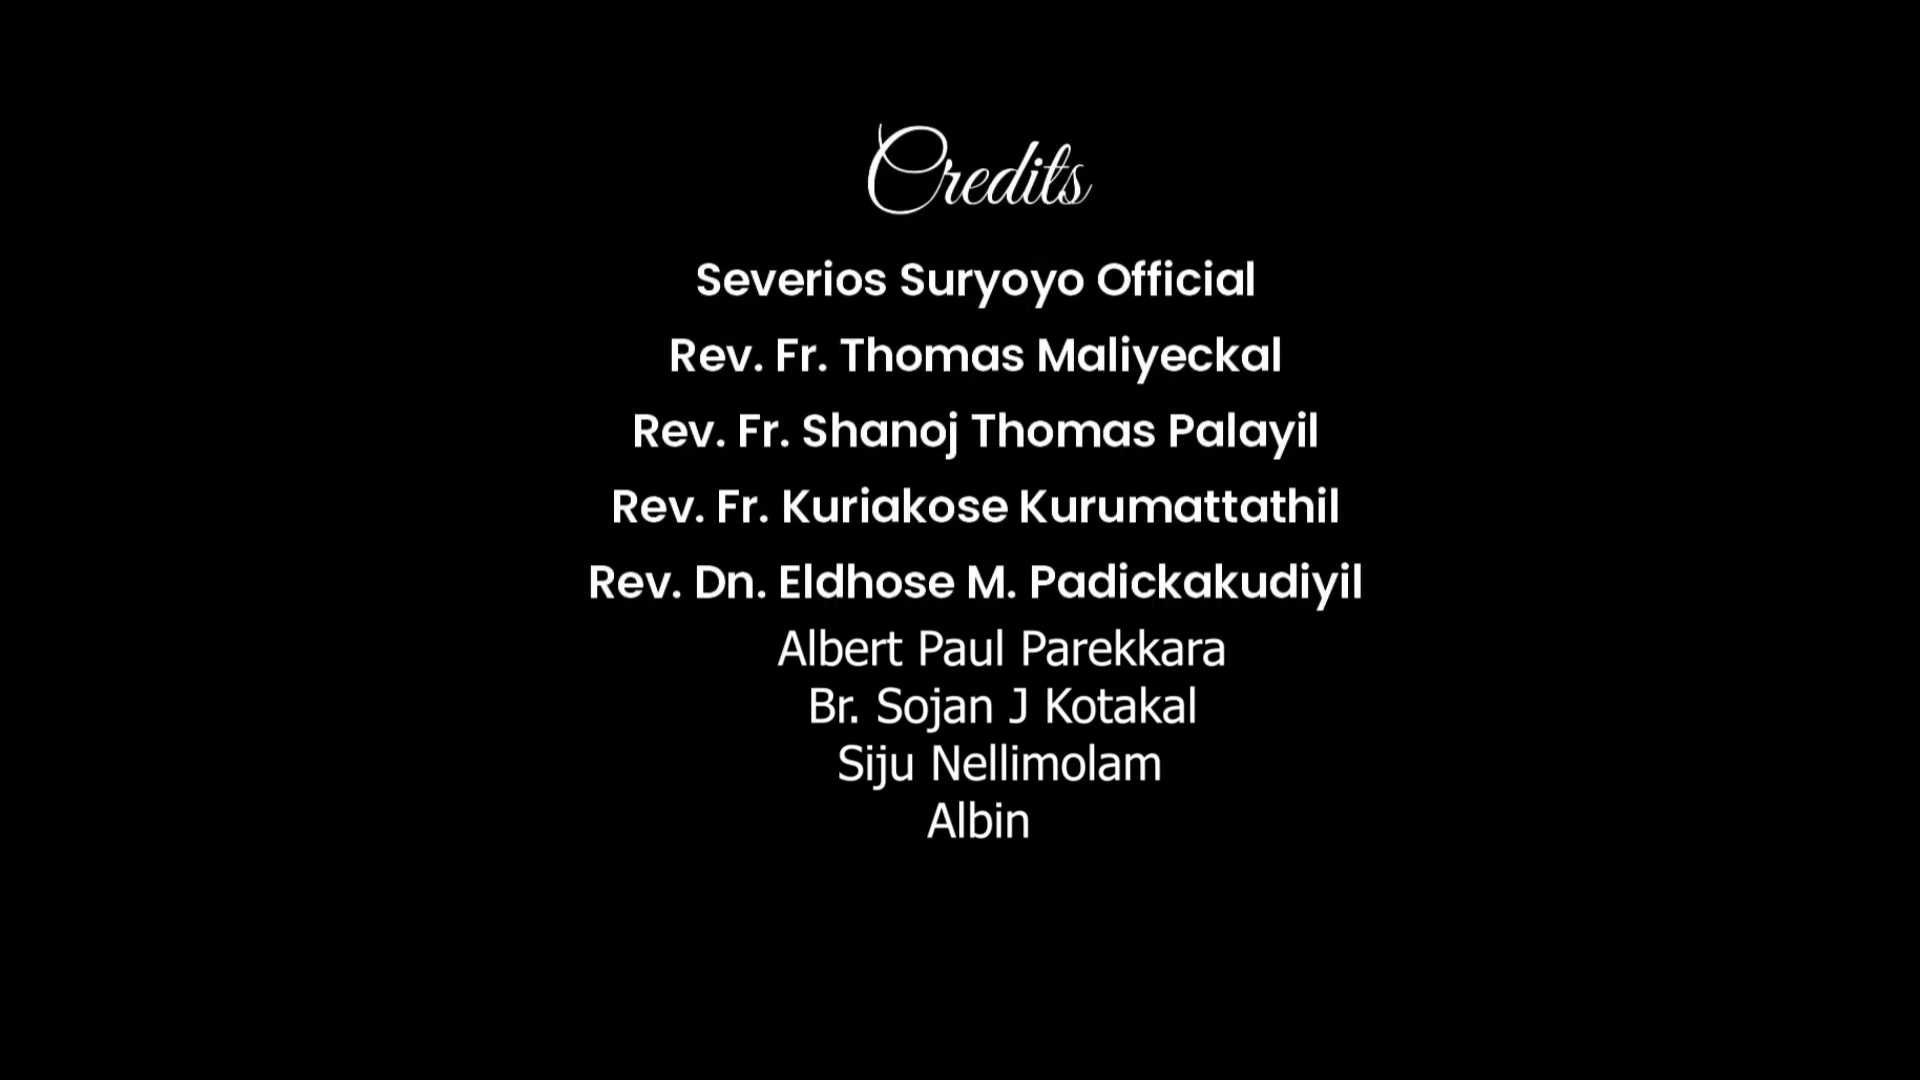 Credits
Severios Suryoyo Official
Rev. Fr. Thomas Maliyeckal
Rev. Fr. Shanoj Thomas Palayil
Rev. Fr. Kuriakose Kurumattathil
Rev. Dn. Eldhose M. Padickakudiyil
Albert Paul Parekkara
Br. Sojan J Kotakal
Siju Nellimolam
Albin